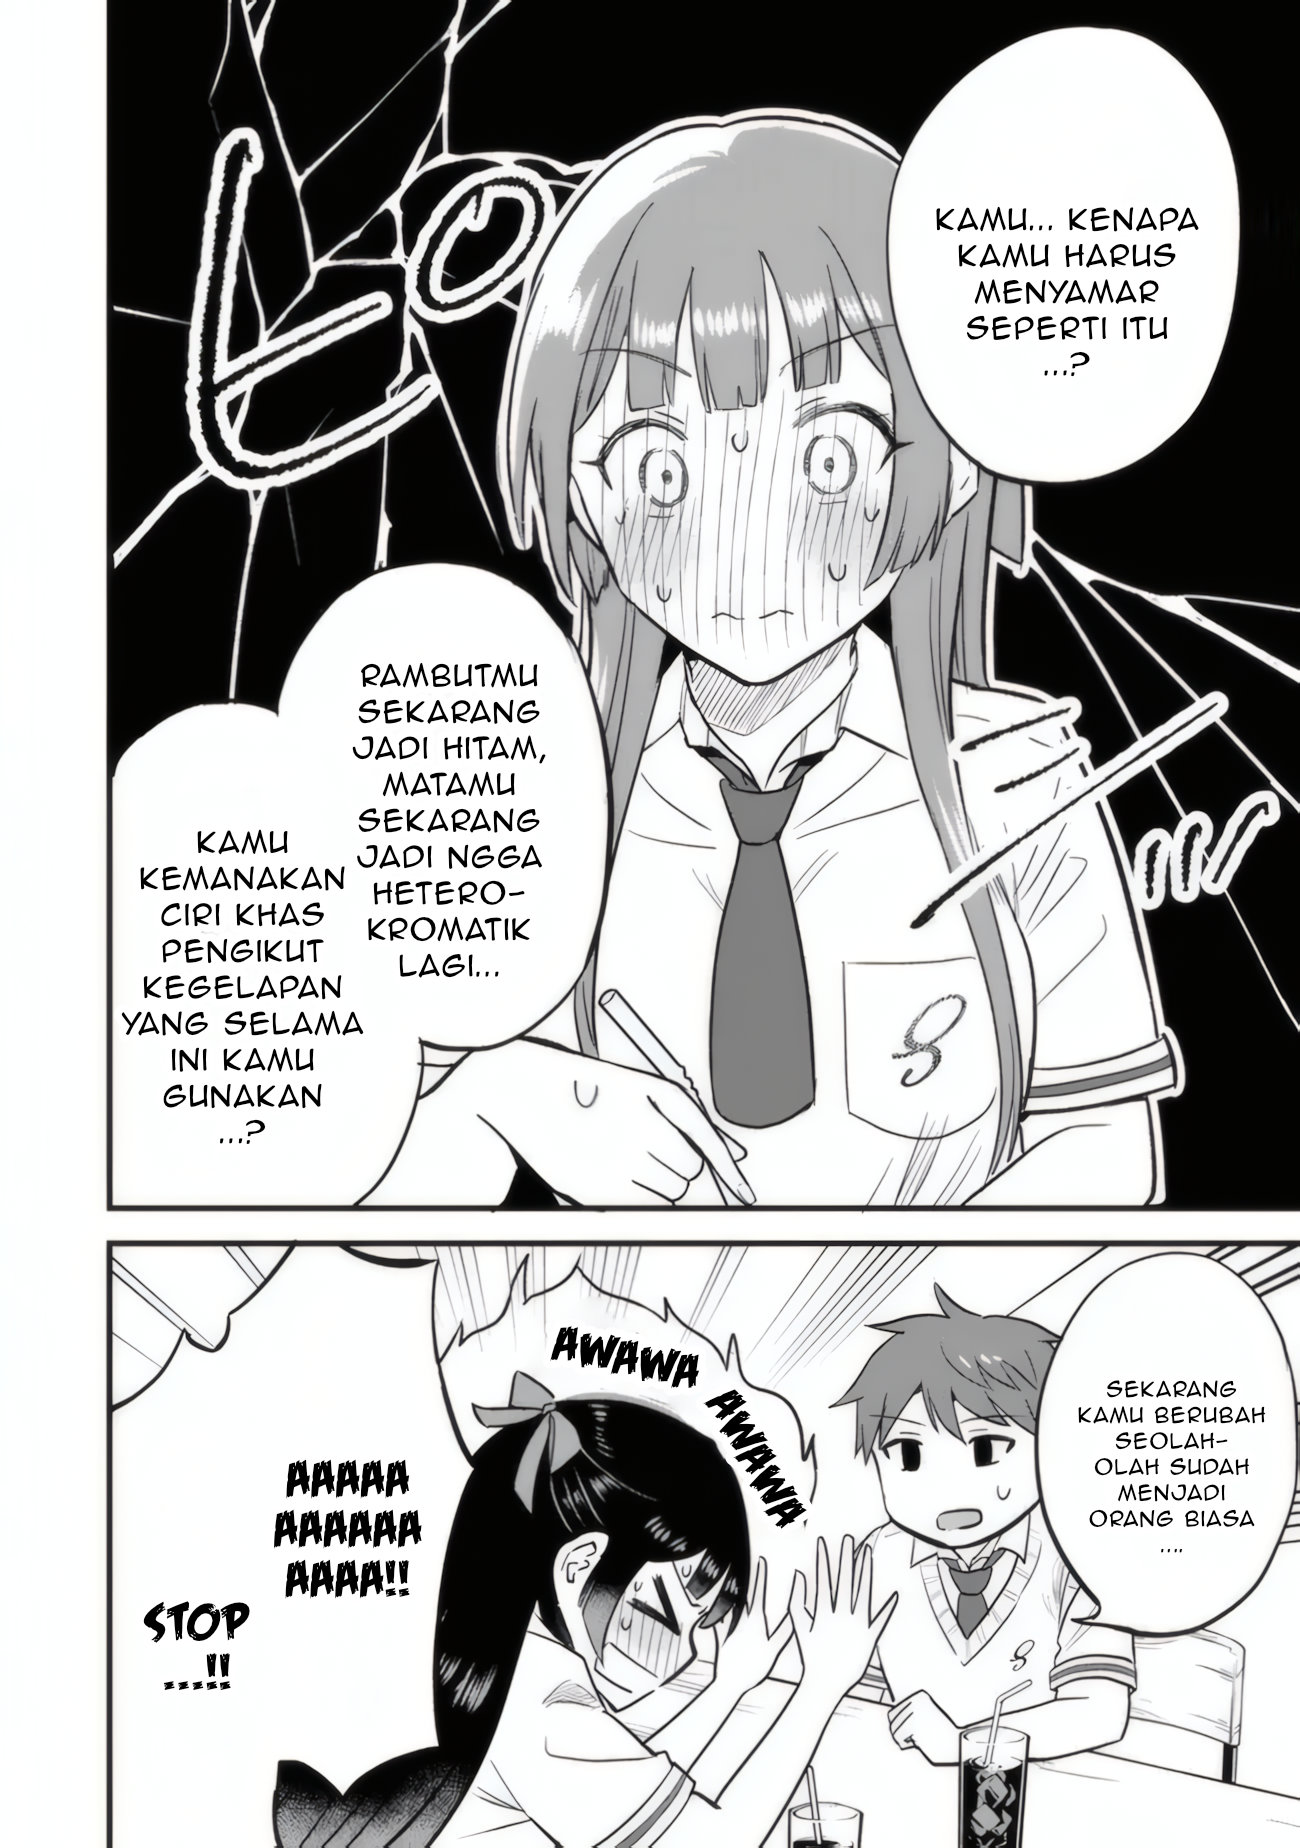 KAMU... KENAPA
KAMU HARUS
MENYAMAR
SEPERTI ITU
...?
RAMBUTMU
SEKARANG
JADI HITAM,
MATAMU
SEKARANG
JADI NGGA
HETERO-
KROMATIK
LAGI...
KAMU
KEMANAKAN
CIRI KHAS
PENGIKUT
KEGELAPAN
YANG SELAMA
INI KAMU
GUNAKAN
...?
SEKARANG
KAMU BERUBAH
SEOLAH-
OLAH SUDAH
MENJADI
ORANG BIASA
....
AWAWA
AWAWA
AAAAA
AAAAAA
AAAA!!
STOP
.....!!